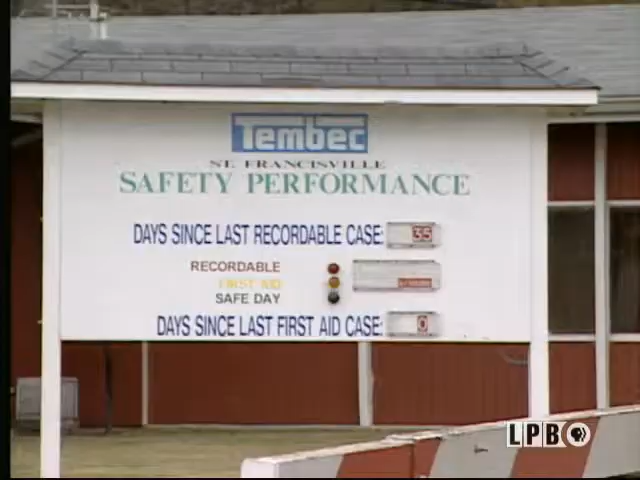 Tembec
ST. FRANCISVILLE
SAFETY PERFORMANCE
DAYS SINCE LAST RECORDABLE CASE: 35
RECORDABLE
FIRST AID
SAFE DAY
DAYS SINCE LAST FIRST AID CASE: 0
LPB